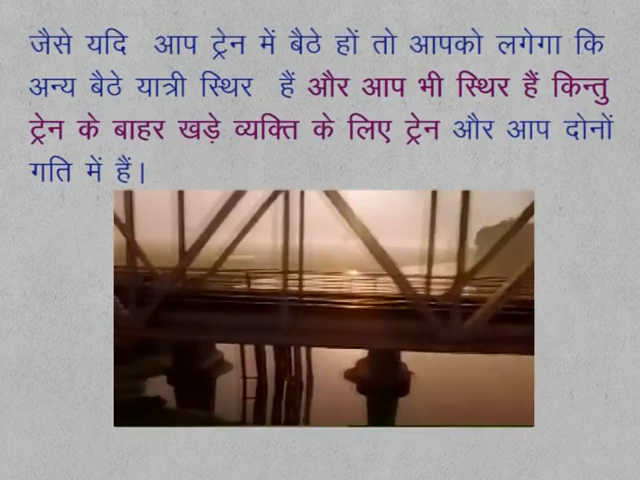 जैसे यदि आप ट्रेन में बैठे हों तो आपको लगेगा कि
अन्य बैठे यात्री स्थिर हैं और आप भी स्थिर हैं किन्तु
ट्रेन के बाहर खड़े व्यक्ति के लिए ट्रेन और आप दोनों
गति में हैं।